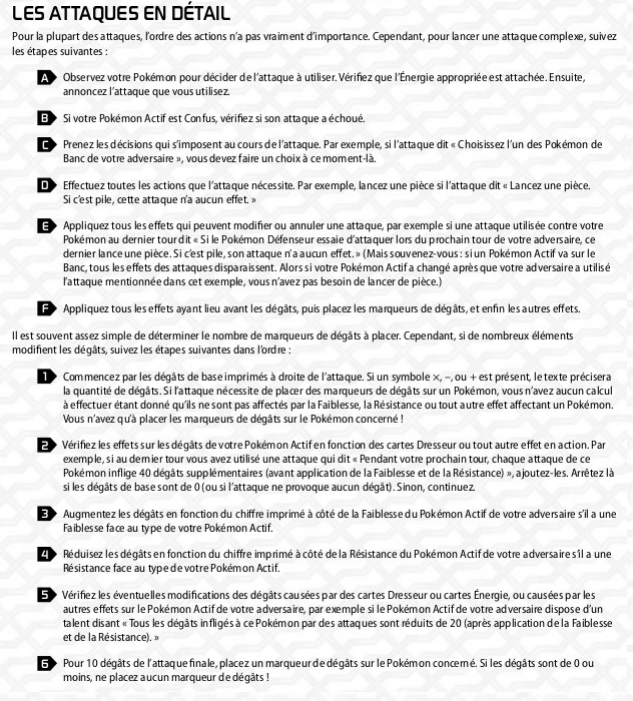 LES ATTAQUES EN DÉTAIL
Pour la plupart des attaques, l'ordre des actions n'a pas vraiment d'importance. Cependant, pour lancer une attaque complexe, suivez
les étapes suivantes :
A Observez votre Pokémon pour décider de l'attaque à utiliser. Vérifiez que l'Énergie appropriée est attachée. Ensuite,
annoncez l'attaque que vous utilisez.
B Si votre Pokémon Actif est Confus, vérifiez si son attaque a échoué.
C Prenez les décisions qui s'imposent au cours de l'attaque. Par exemple, si l'attaque dit « Choisissez l'un des Pokémon de
Banc de votre adversaire », vous devez faire un choix à ce moment-là.
D Effectuez toutes les actions que l'attaque nécessite. Par exemple, lancez une pièce si l'attaque dit « Lancez une pièce.
Si c'est pile, cette attaque n'a aucun effet. »
E Appliquez tous les effets qui peuvent modifier ou annuler une attaque, par exemple si une attaque utilisée contre votre
Pokémon au dernier tour dit « Si le Pokémon Défenseur essaie d'attaquer lors du prochain tour de votre adversaire, ce
dernier lance une pièce. Si c'est pile, son attaque n'a aucun effet. » (Mais souvenez-vous : si un Pokémon Actif va sur le
Banc, tous les effets des attaques disparaissent. Alors si votre Pokémon Actif a changé après que votre adversaire a utilisé
l'attaque mentionnée dans cet exemple, vous n'avez pas besoin de lancer de pièce.)
F Appliquez tous les effets ayant lieu avant les dégâts, puis placez les marqueurs de dégâts, et enfin les autres effets.
Il est souvent assez simple de déterminer le nombre de marqueurs de dégâts à placer. Cependant, si de nombreux éléments
modifient les dégâts, suivez les étapes suivantes dans l'ordre :
1 Commencez par les dégâts de base imprimés à droite de l'attaque. Si un symbole ×, –, ou + est présent, le texte précisera
la quantité de dégâts. Si l'attaque nécessite de placer des marqueurs de dégâts sur un Pokémon, vous n'avez aucun calcul
à effectuer étant donné qu'ils ne sont pas affectés par la Faiblesse, la Résistance ou tout autre effet affectant un Pokémon.
Vous n'avez qu'à placer les marqueurs de dégâts sur le Pokémon concerné !
2 Vérifiez les effets sur les dégâts de votre Pokémon Actif en fonction des cartes Dresseur ou tout autre effet en action. Par
exemple, si au dernier tour vous avez utilisé une attaque qui dit « Pendant votre prochain tour, chaque attaque de ce
Pokémon inflige 40 dégâts supplémentaires (avant application de la Faiblesse et de la Résistance) », ajoutez-les. Arrêtez là
si les dégâts de base sont de 0 (ou si l'attaque ne provoque aucun dégât). Sinon, continuez.
3 Augmentez les dégâts en fonction du chiffre imprimé à côté de la Faiblesse du Pokémon Actif de votre adversaire s'il a une
Faiblesse face au type de votre Pokémon Actif.
4 Réduisez les dégâts en fonction du chiffre imprimé à côté de la Résistance du Pokémon Actif de votre adversaire s'il a une
Résistance face au type de votre Pokémon Actif.
5 Vérifiez les éventuelles modifications des dégâts causées par des cartes Dresseur ou cartes Énergie, ou causées par les
autres effets sur le Pokémon Actif de votre adversaire, par exemple si le Pokémon Actif de votre adversaire dispose d'un
talent disant « Tous les dégâts infligés à ce Pokémon par des attaques sont réduits de 20 (après application de la Faiblesse
et de la Résistance). »
6 Pour 10 dégâts de l'attaque finale, placez un marqueur de dégâts sur le Pokémon concerné. Si les dégâts sont de 0 ou
moins, ne placez aucun marqueur de dégâts !